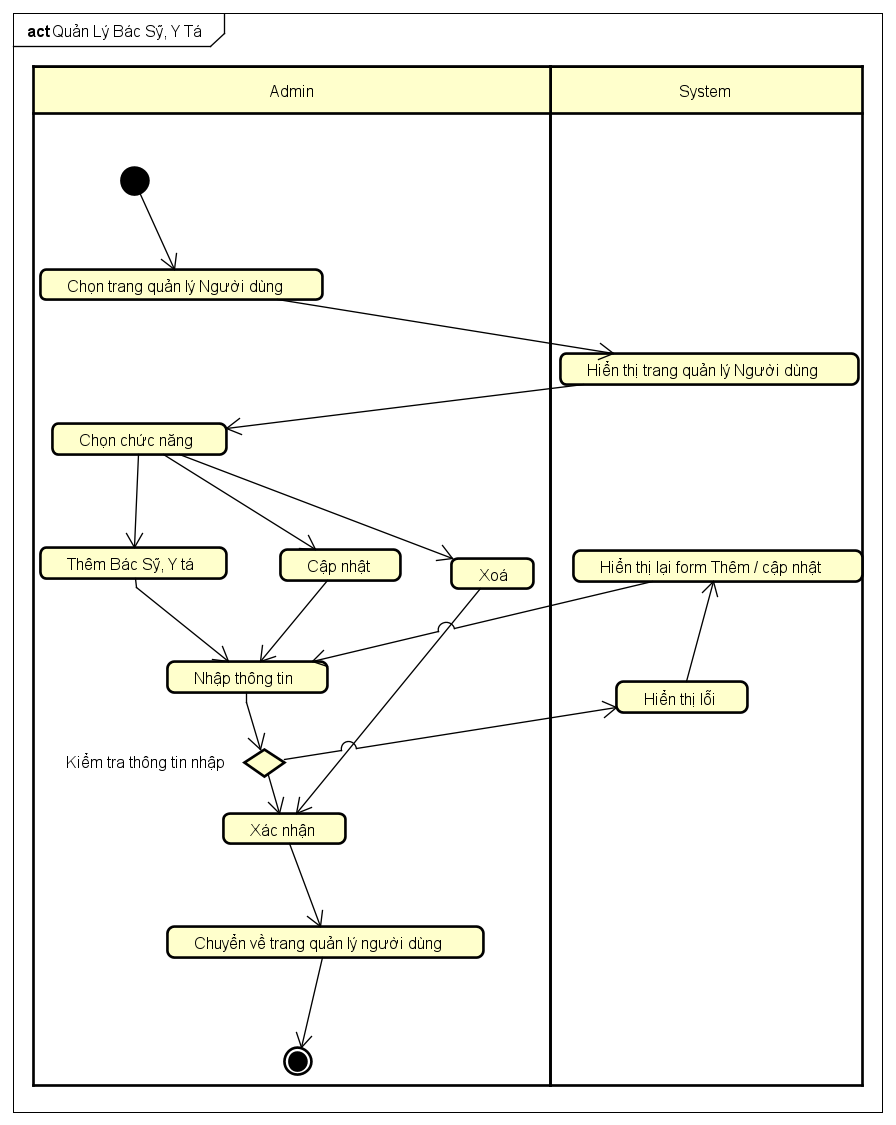 act Quản Lý Bác Sỹ, Y Tá
Admin
System
Chọn trang quản lý Người dùng
Hiển thị trang quản lý Người dùng
Chọn chức năng
Thêm Bác Sỹ, Y tá
Cập nhật
Xoá
Hiển thị lại form Thêm / cập nhật
Nhập thông tin
Hiển thị lỗi
Kiểm tra thông tin nhập
Xác nhận
Chuyển về trang quản lý người dùng